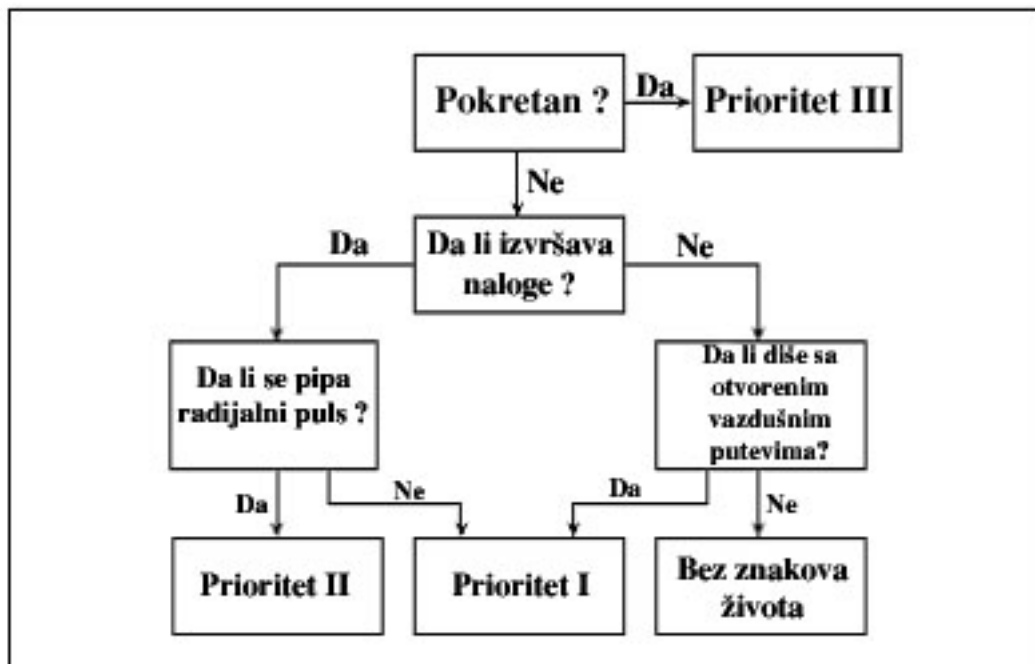 Pokretan ?
Da
Prioritet III
Ne
Da li izvršava
naloge ?
Da
Ne
Da li se pipa
radijalni puls ?
Da li diše sa
otvorenim
vazdušnim
putevima?
Da
Ne
Da
Ne
Prioritet II
Prioritet I
Bez znakova
života